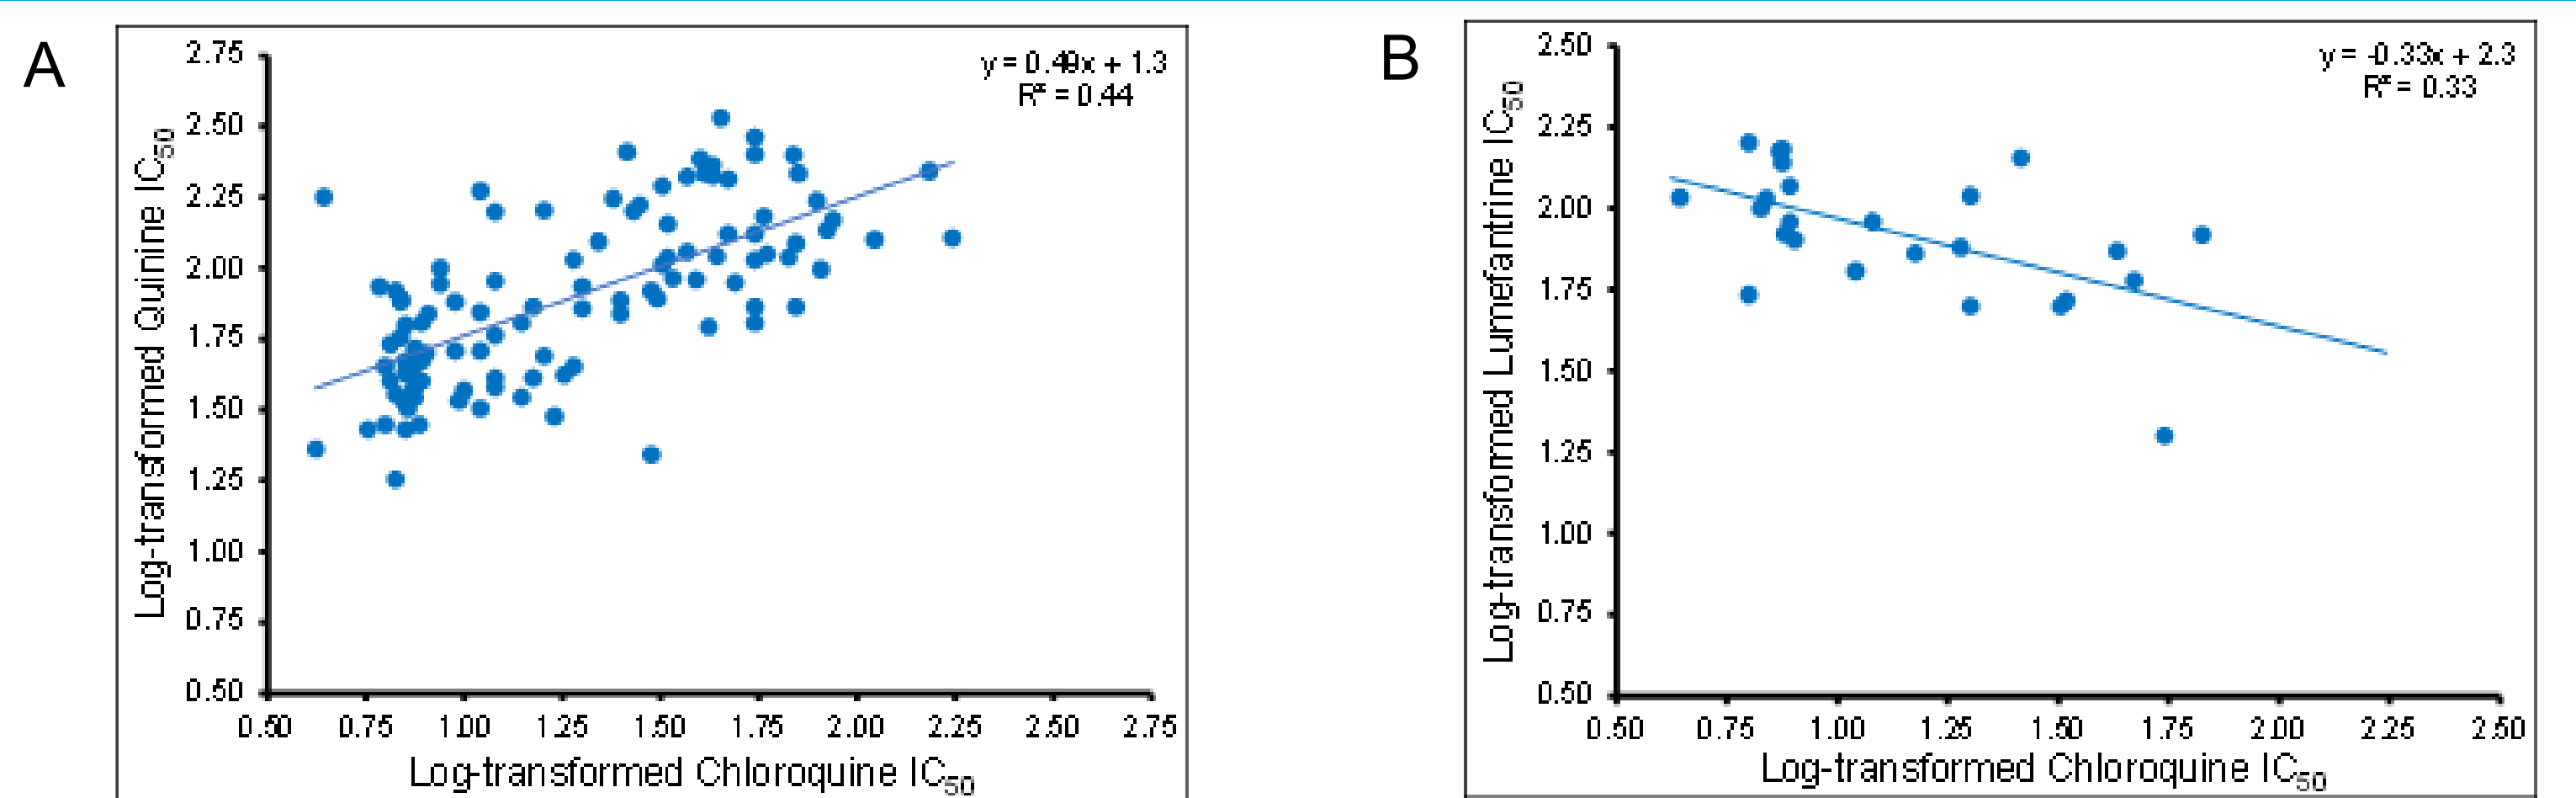 A
y = 0.49x + 1.3
R² = 0.44
Log-transformed Quinine IC50
2.75
2.50
2.25
2.00
1.75
1.50
1.25
1.00
0.75
0.50
0.50 0.75 1.00 1.25 1.50 1.75 2.00 2.25 2.50 2.75
Log-transformed Chloroquine IC50
B
y = -0.33x + 2.3
R² = 0.33
Log-transfomed Lumefantrine IC50
2.50
2.25
2.00
1.75
1.50
1.25
1.00
0.75
0.50
0.50 0.75 1.00 1.25 1.50 1.75 2.00 2.25 2.50
Log-transformed Chloroquine IC50